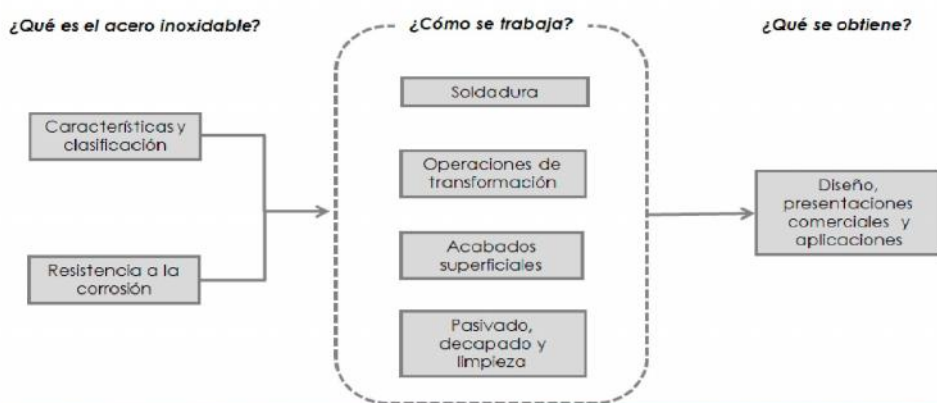 ¿Qué es el acero inoxidable?
¿Cómo se trabaja?
¿Qué se obtiene?
Características y
clasificación
Resistencia a la
corrosión
Soldadura
Operaciones de
transformación
Acabados
superficiales
Pasivado,
decapado y
limpieza
Diseño,
presentaciones
comerciales y
aplicaciones